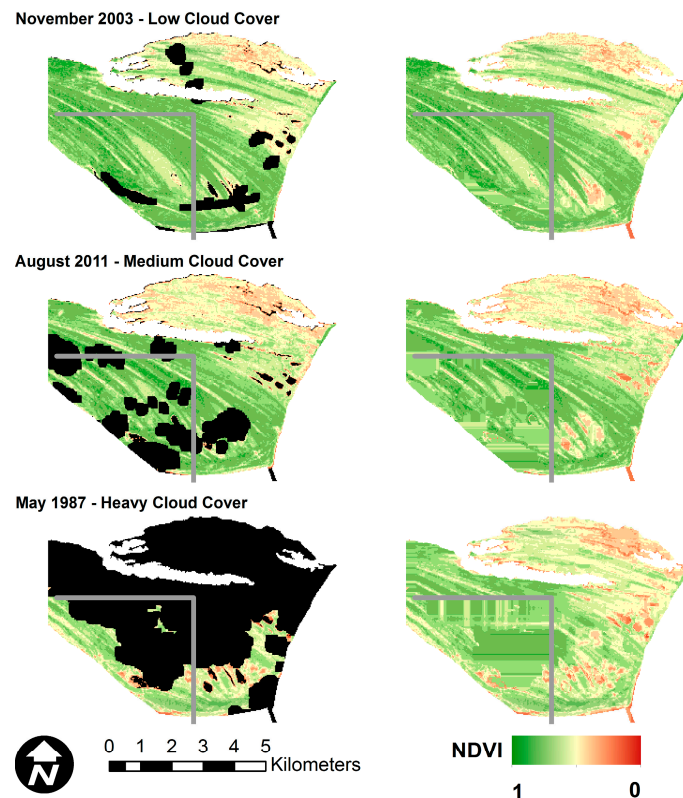 November 2003 - Low Cloud Cover
August 2011 - Medium Cloud Cover
May 1987 - Heavy Cloud Cover
N
0 1 2 3 4 5
Kilometers
NDVI
1 0